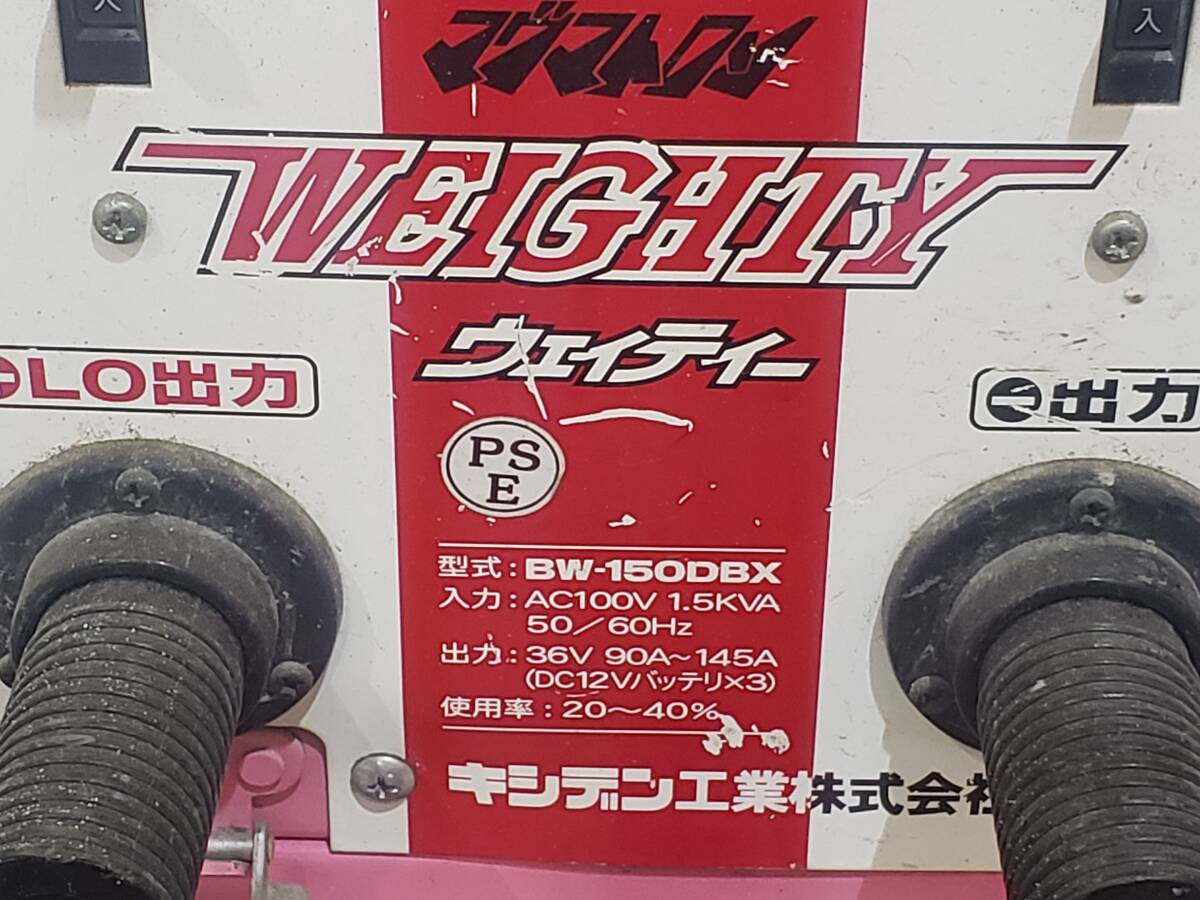 入 入
マグマトロン
WEIGHTY
ウェイティー
⊕LO出力
⊖出力
PS
E
型式:BW-150DBX
入力:AC100V 1.5KVA
50/60Hz
出力:36V 90A~145A
(DC12Vバッテリ×3)
使用率:20~40%
キシデン工業株式会社